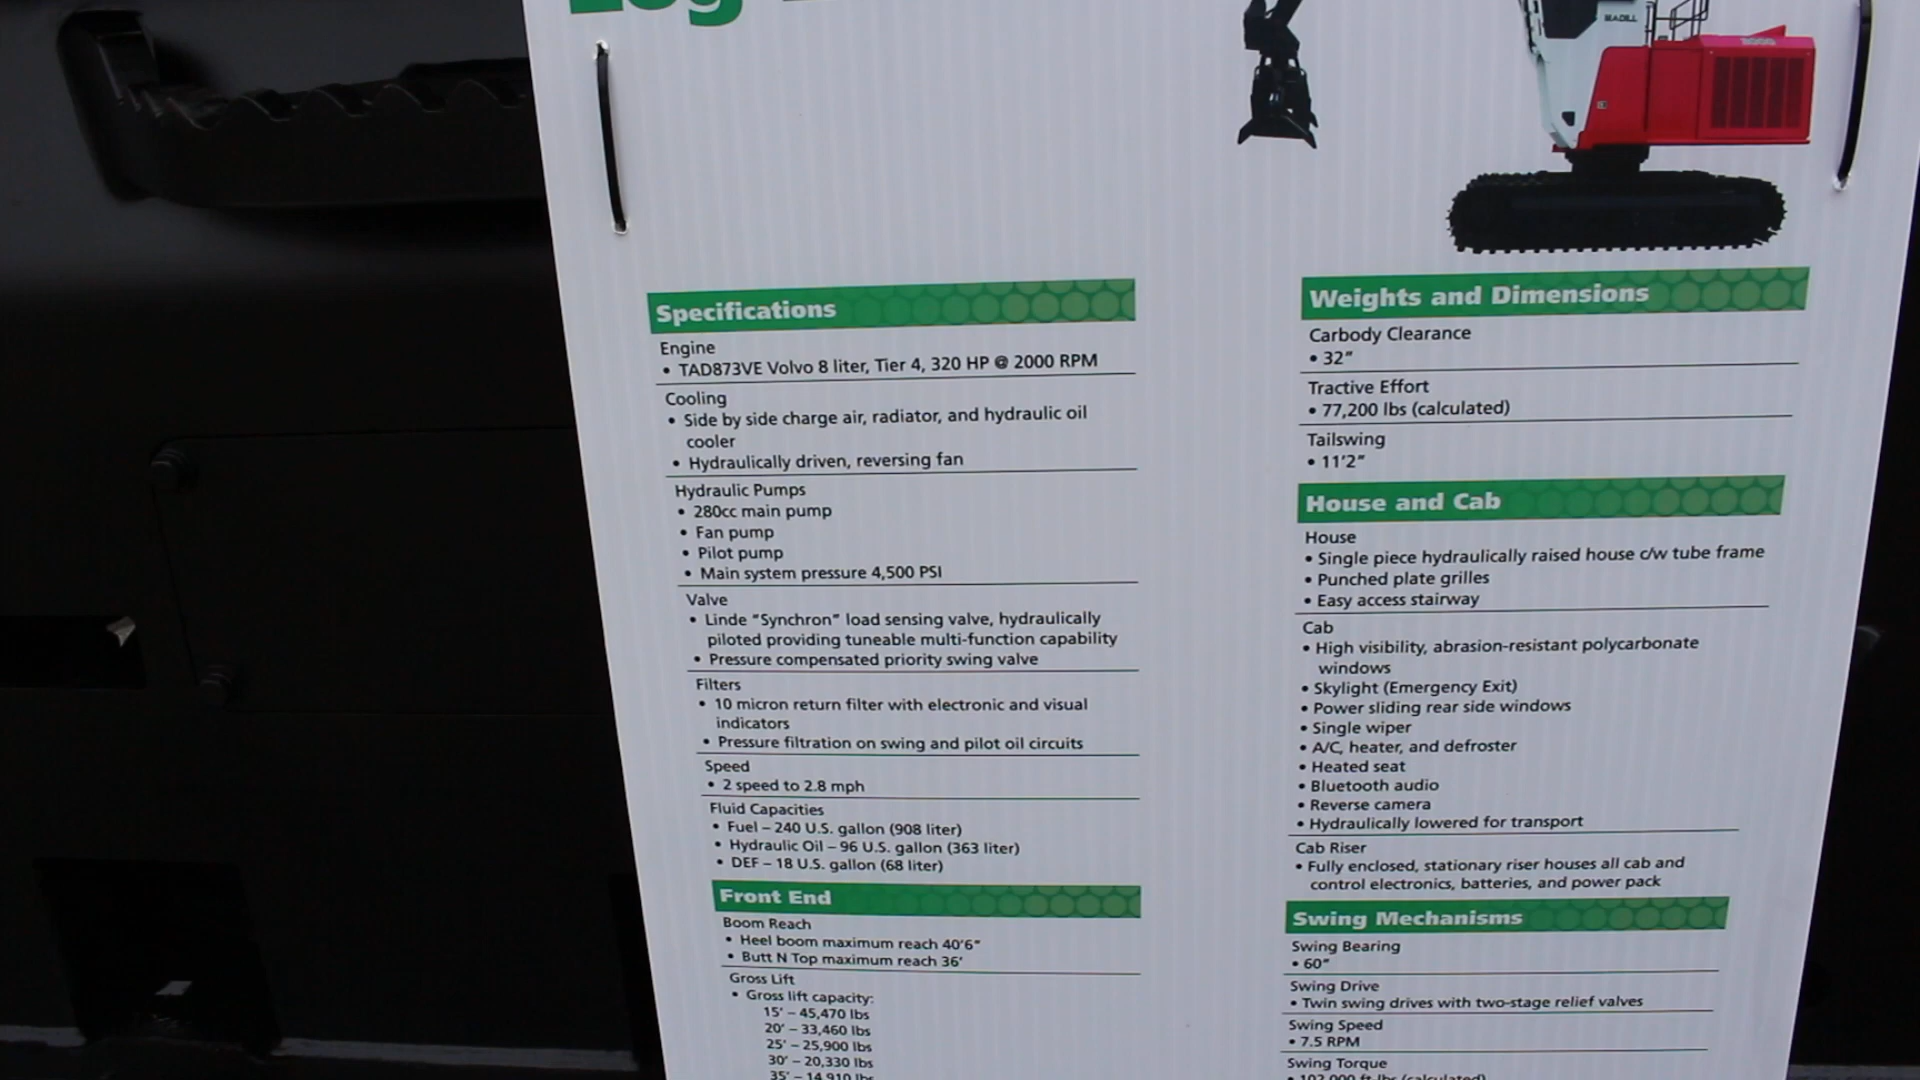 Log
MADILL
3000
Specifications
Engine
• TAD873VE Volvo 8 liter, Tier 4, 320 HP @ 2000 RPM
Cooling
• Side by side charge air, radiator, and hydraulic oil
cooler
• Hydraulically driven, reversing fan
Hydraulic Pumps
• 280cc main pump
• Fan pump
• Pilot pump
• Main system pressure 4,500 PSI
Valve
• Linde "Synchron" load sensing valve, hydraulically
piloted providing tuneable multi-function capability
• Pressure compensated priority swing valve
Filters
• 10 micron return filter with electronic and visual
indicators
• Pressure filtration on swing and pilot oil circuits
Speed
• 2 speed to 2.8 mph
Fluid Capacities
• Fuel – 240 U.S. gallon (908 liter)
• Hydraulic Oil – 96 U.S. gallon (363 liter)
• DEF – 18 U.S. gallon (68 liter)
Front End
Boom Reach
• Heel boom maximum reach 40'6"
• Butt N Top maximum reach 36'
Gross Lift
• Gross lift capacity:
15' – 45,470 lbs
20' – 33,460 lbs
25' – 25,900 lbs
30' – 20,330 lbs
35' – 14,910 lbs
Weights and Dimensions
Carbody Clearance
• 32"
Tractive Effort
• 77,200 lbs (calculated)
Tailswing
• 11'2"
House and Cab
House
• Single piece hydraulically raised house c/w tube frame
• Punched plate grilles
• Easy access stairway
Cab
• High visibility, abrasion-resistant polycarbonate
windows
• Skylight (Emergency Exit)
• Power sliding rear side windows
• Single wiper
• A/C, heater, and defroster
• Heated seat
• Bluetooth audio
• Reverse camera
• Hydraulically lowered for transport
Cab Riser
• Fully enclosed, stationary riser houses all cab and
control electronics, batteries, and power pack
Swing Mechanisms
Swing Bearing
• 60"
Swing Drive
• Twin swing drives with two-stage relief valves
Swing Speed
• 7.5 RPM
Swing Torque
• 102,000 ft-lbs (calculated)